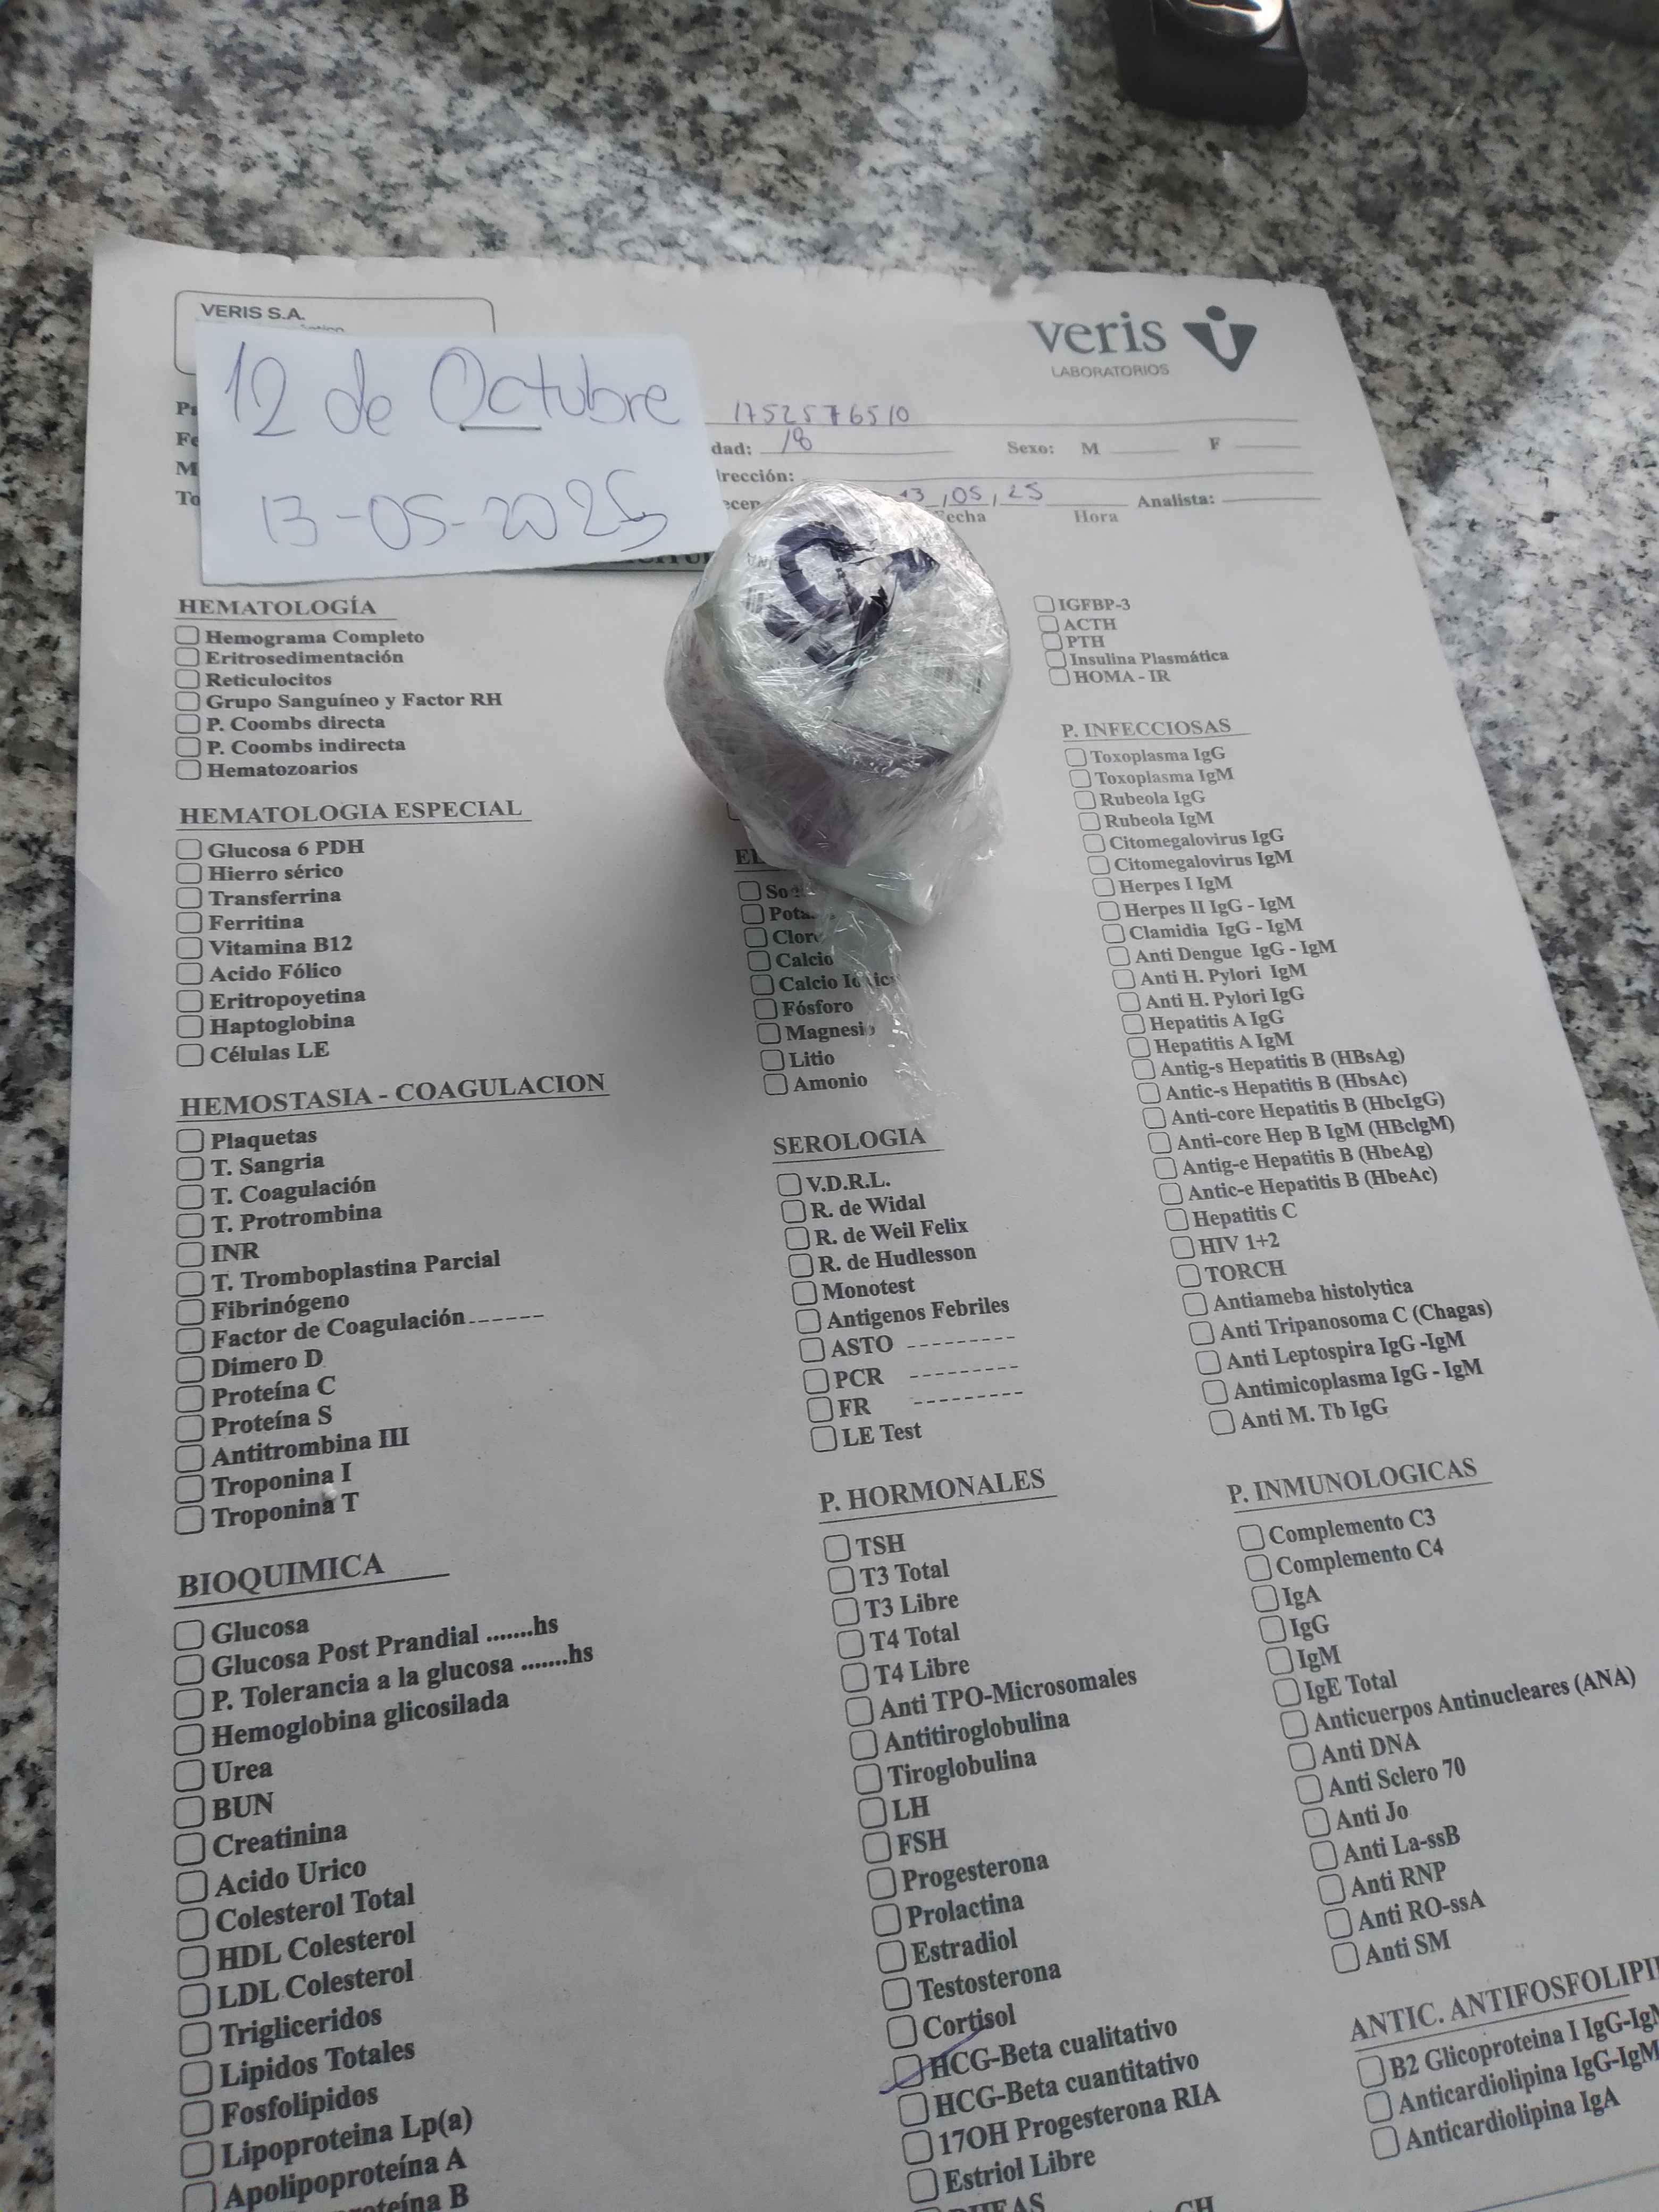 VERIS S.A.
veris
LABORATORIOS
12 de Octubre
13-05-2025
1752576510
dad: 18 Sexo: M F
irección:
ecep 13,05,25 Analista:
Fecha Hora
HEMATOLOGÍA
Hemograma Completo
Eritrosedimentación
Reticulocitos
Grupo Sanguíneo y Factor RH
P. Coombs directa
P. Coombs indirecta
Hematozoarios
HEMATOLOGIA ESPECIAL
Glucosa 6 PDH
Hierro sérico
Transferrina
Ferritina
Vitamina B12
Acido Fólico
Eritropoyetina
Haptoglobina
Células LE
HEMOSTASIA - COAGULACION
Plaquetas
T. Sangria
T. Coagulación
T. Protrombina
INR
T. Tromboplastina Parcial
Fibrinógeno
Factor de Coagulación------
Dimero D
Proteína C
Proteína S
Antitrombina III
Troponina I
Troponina T
BIOQUIMICA
Glucosa
Glucosa Post Prandial .......hs
P. Tolerancia a la glucosa .......hs
Hemoglobina glicosilada
Urea
BUN
Creatinina
Acido Urico
Colesterol Total
HDL Colesterol
LDL Colesterol
Trigliceridos
Lipidos Totales
Fosfolipidos
Lipoproteina Lp(a)
Apolipoproteína A
roteína B
Calcio
Fósforo
Magnesio
Litio
Amonio
SEROLOGIA
V.D.R.L.
R. de Widal
R. de Weil Felix
R. de Hudlesson
Monotest
Antigenos Febriles
ASTO ---------
PCR ---------
FR ---------
LE Test
P. HORMONALES
TSH
T3 Total
T3 Libre
T4 Total
T4 Libre
Anti TPO-Microsomales
Antitiroglobulina
Tiroglobulina
LH
FSH
Progesterona
Prolactina
Estradiol
Testosterona
Cortisol
HCG-Beta cualitativo
HCG-Beta cuantitativo
17OH Progesterona RIA
Estriol Libre
IGFBP-3
ACTH
PTH
Insulina Plasmática
HOMA - IR
P. INFECCIOSAS
Toxoplasma IgG
Toxoplasma IgM
Rubeola IgG
Rubeola IgM
Citomegalovirus IgG
Citomegalovirus IgM
Herpes I IgM
Herpes II IgG - IgM
Clamidia IgG - IgM
Anti Dengue IgG - IgM
Anti H. Pylori IgM
Anti H. Pylori IgG
Hepatitis A IgG
Hepatitis A IgM
Antig-s Hepatitis B (HBsAg)
Antic-s Hepatitis B (HbsAc)
Anti-core Hepatitis B (HbcIgG)
Anti-core Hep B IgM (HBcIgM)
Antig-e Hepatitis B (HbeAg)
Antic-e Hepatitis B (HbeAc)
Hepatitis C
HIV 1+2
TORCH
Antiameba histolytica
Anti Tripanosoma C (Chagas)
Anti Leptospira IgG -IgM
Antimicoplasma IgG - IgM
Anti M. Tb IgG
P. INMUNOLOGICAS
Complemento C3
Complemento C4
IgA
IgG
IgM
IgE Total
Anticuerpos Antinucleares (ANA)
Anti DNA
Anti Sclero 70
Anti Jo
Anti La-ssB
Anti RNP
Anti RO-ssA
Anti SM
ANTIC. ANTIFOSFOLIPI
B2 Glicoproteina I IgG-IgM
Anticardiolipina IgG-IgM
Anticardiolipina IgA